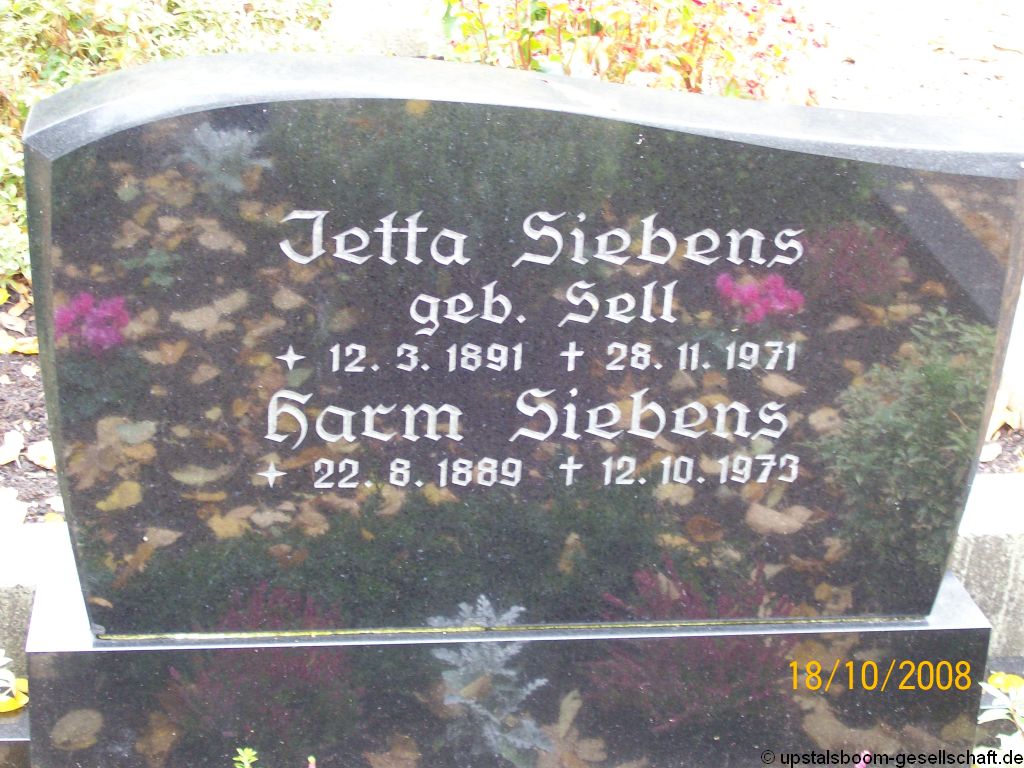 Jetta Siebens
geb. Sell
✦ 12. 3. 1891 † 28. 11. 1971
Harm Siebens
✦ 22. 8. 1889 † 12. 10. 1973
18/10/2008
© upstalsboom-gesellschaft.de